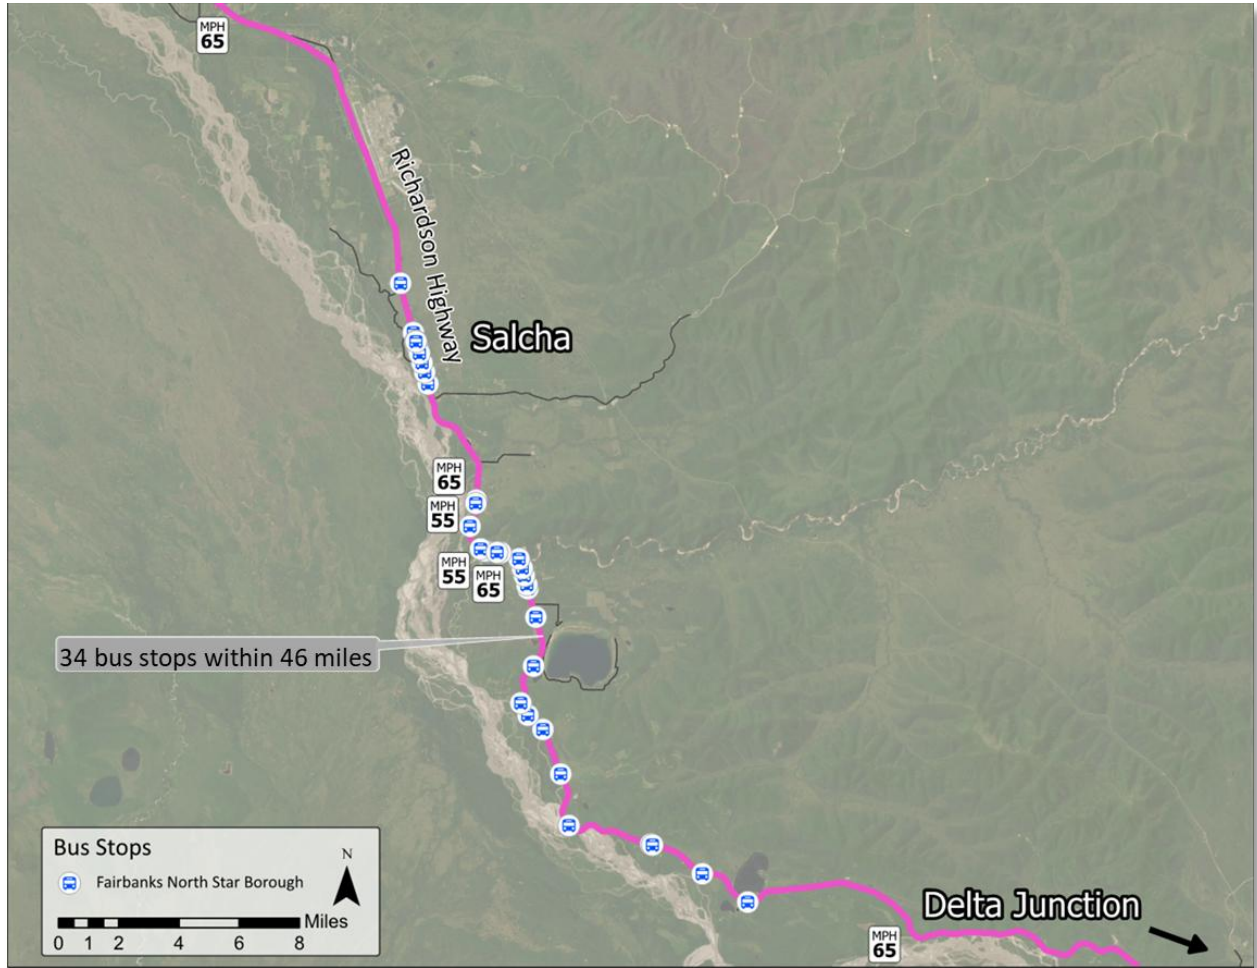 MPH
65
Richardson Highway
Salcha
MPH
65
MPH
55
MPH
55
MPH
65
34 bus stops within 46 miles
Bus Stops
Fairbanks North Star Borough
N
Miles
0 1 2 4 6 8
Delta Junction
MPH
65